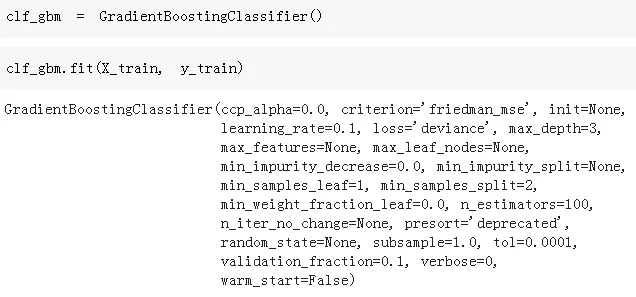 clf_gbm = GradientBoostingClassifier()
clf_gbm.fit(X_train, y_train)
GradientBoostingClassifier(ccp_alpha=0.0, criterion='friedman_mse', init=None,
learning_rate=0.1, loss='deviance', max_depth=3,
max_features=None, max_leaf_nodes=None,
min_impurity_decrease=0.0, min_impurity_split=None,
min_samples_leaf=1, min_samples_split=2,
min_weight_fraction_leaf=0.0, n_estimators=100,
n_iter_no_change=None, presort='deprecated',
random_state=None, subsample=1.0, tol=0.0001,
validation_fraction=0.1, verbose=0,
warm_start=False)